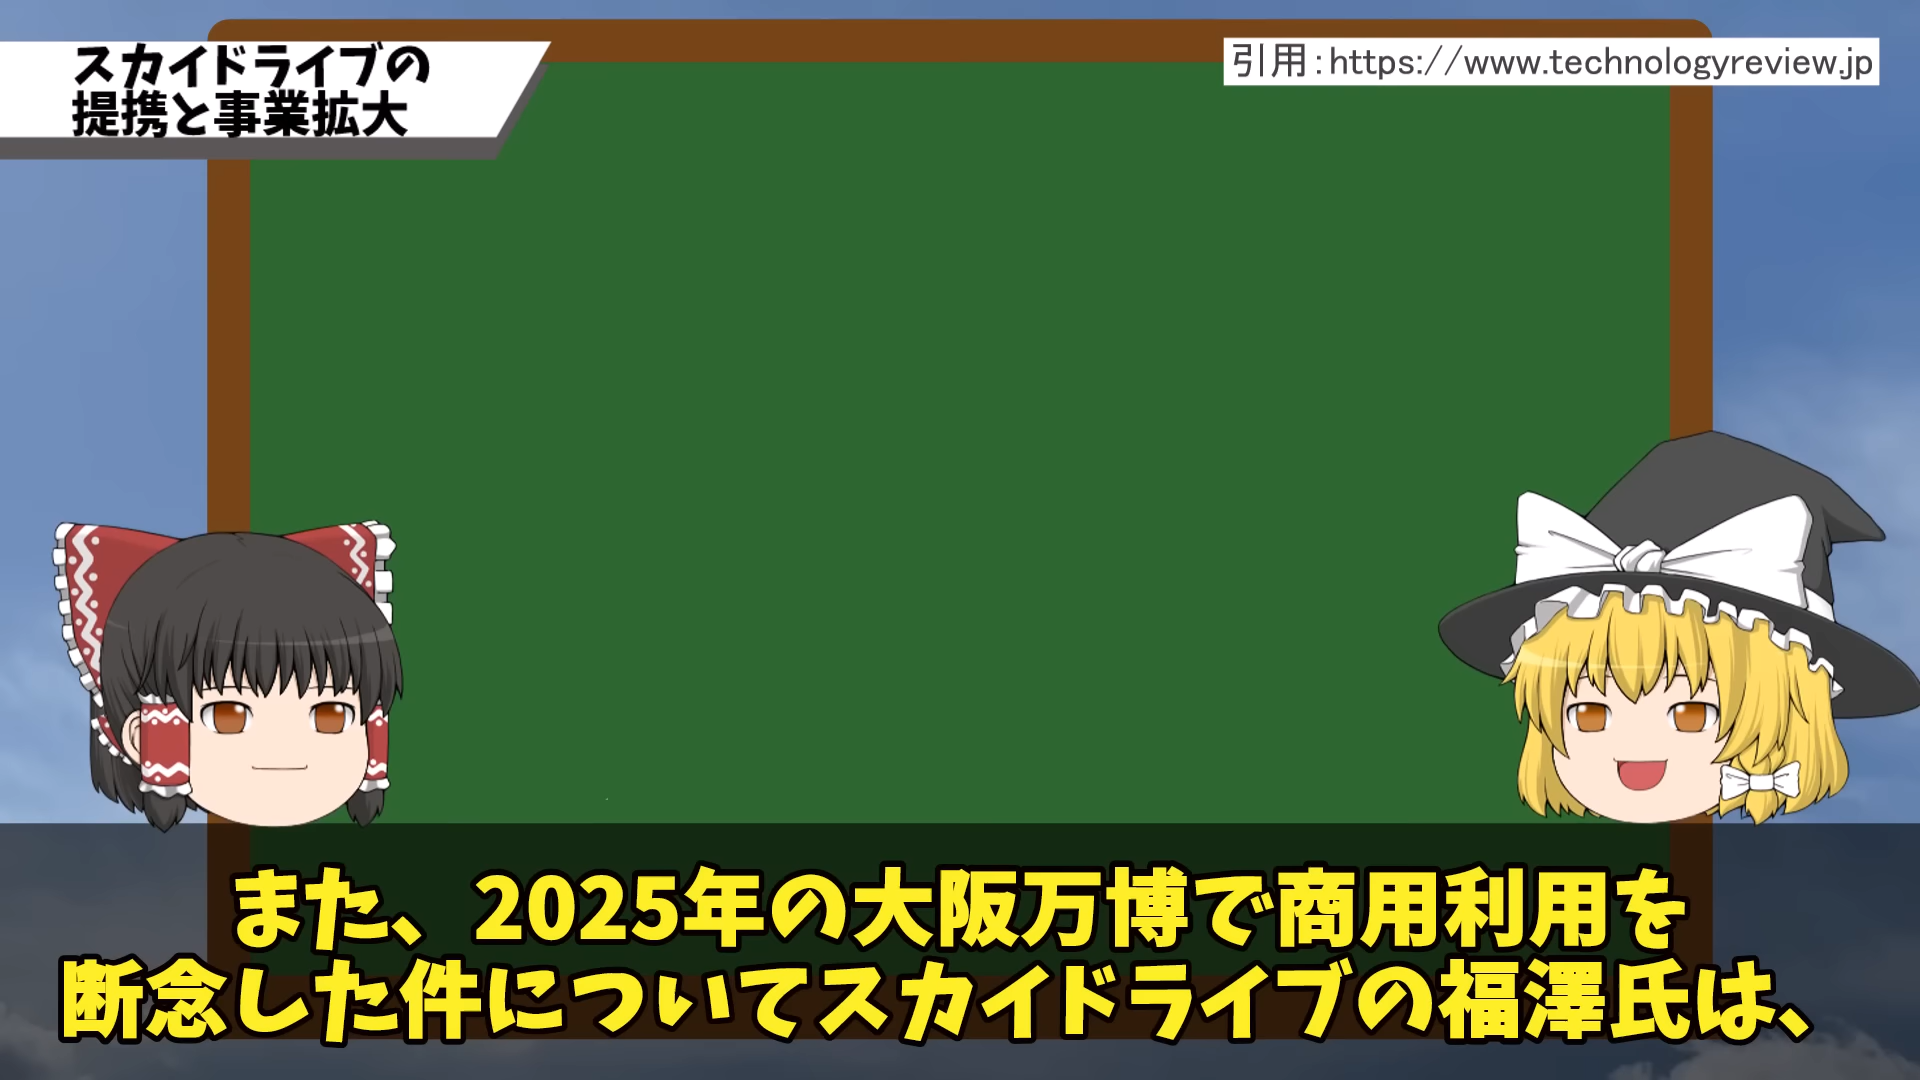 スカイドライブの
提携と事業拡大
引用：https://www.technologyreview.jp
また、2025年の大阪万博で商用利用を
断念した件についてスカイドライブの福澤氏は、